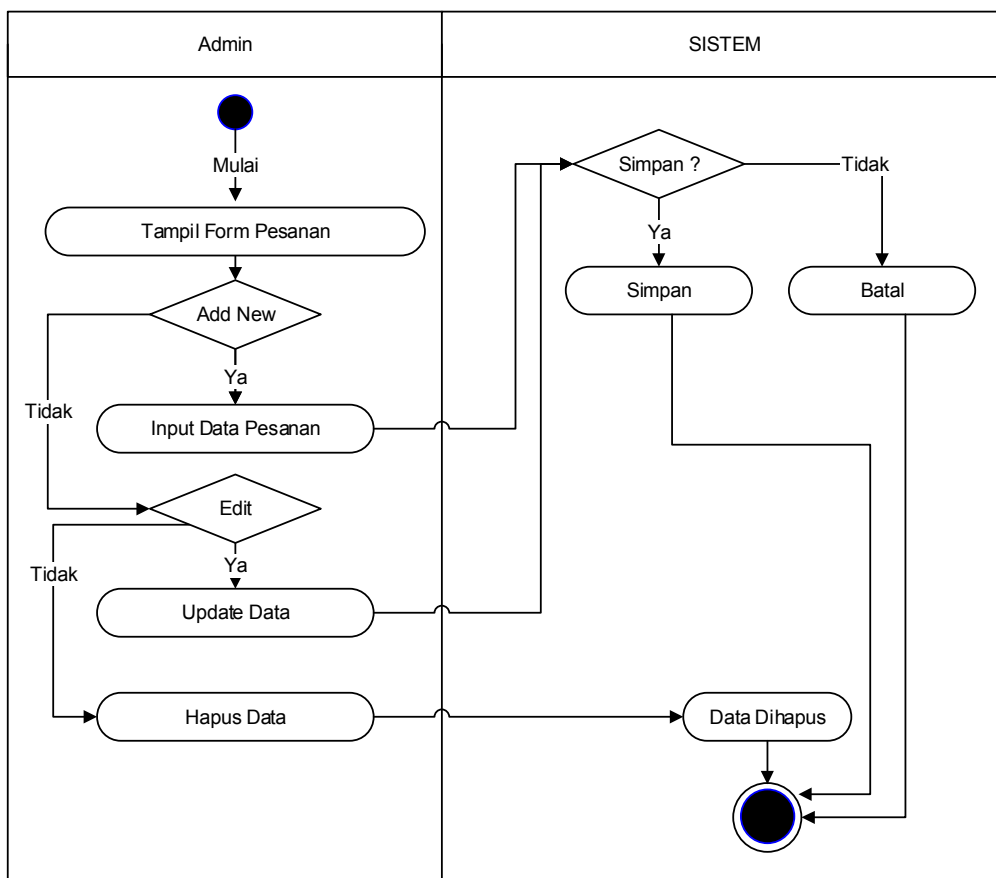 Admin
SISTEM
Mulai
Tampil Form Pesanan
Add New
Ya
Tidak
Input Data Pesanan
Edit
Ya
Tidak
Update Data
Hapus Data
Simpan ?
Tidak
Ya
Simpan
Batal
Data Dihapus